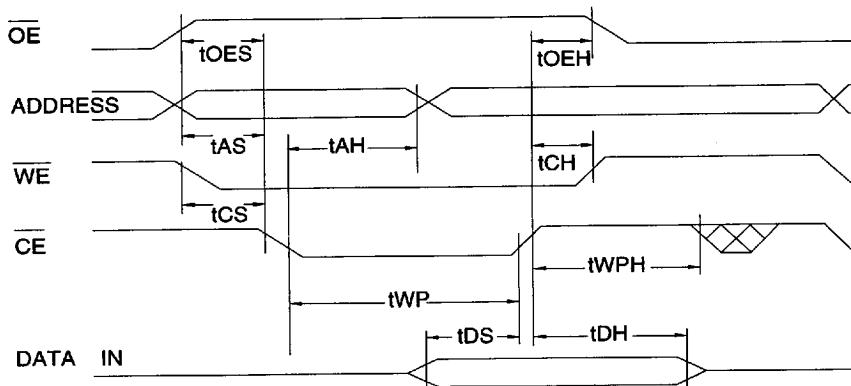 OE
tOES
tOEH
ADDRESS
tAS
tAH
tCH
WE
tCS
CE
tWPH
tWP
tDS
tDH
DATA IN